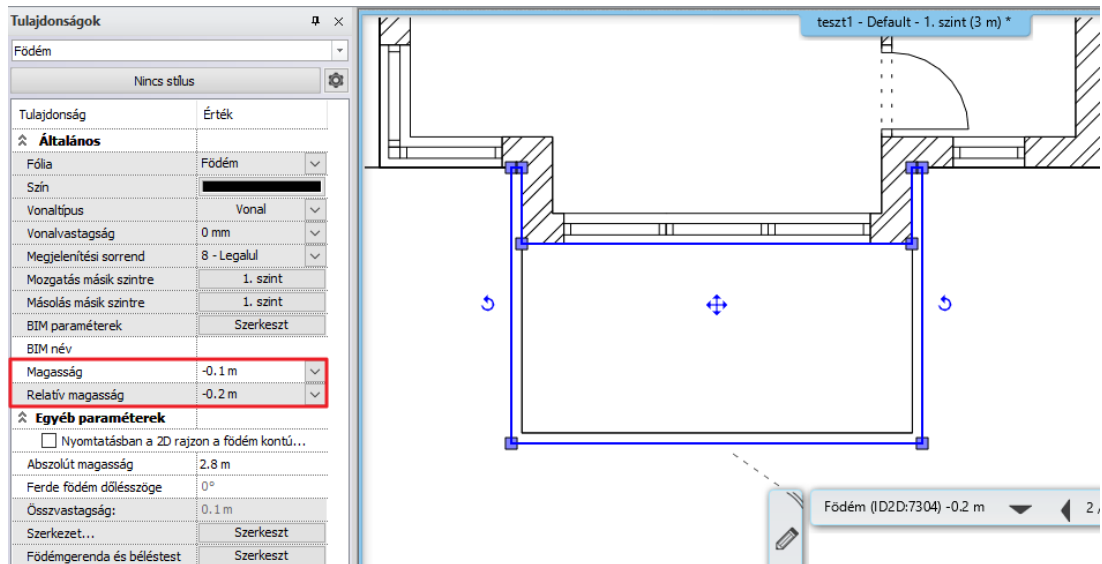 Tulajdonságok
Födém
Nincs stílus
Tulajdonság Érték
Általános
Fólia Födém
Szín
Vonaltípus Vonal
Vonalvastagság 0 mm
Megjelenítési sorrend 8 - Legalul
Mozgatás másik szintre 1. szint
Másolás másik szintre 1. szint
BIM paraméterek Szerkeszt
BIM név
Magasság -0.1 m
Relatív magasság -0.2 m
Egyéb paraméterek
Nyomtatásban a 2D rajzon a födém kontú...
Abszolút magasság 2.8 m
Ferde födém dőlésszöge 0°
Összvastagság: 0.1 m
Szerkezet... Szerkeszt
Födémgerenda és béléstest Szerkeszt
teszt1 - Default - 1. szint (3 m) *
Födém (ID2D:7304) -0.2 m
2 /